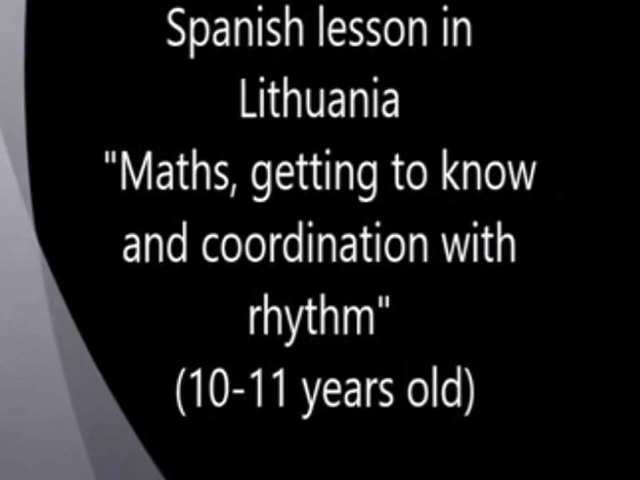 Spanish lesson in
Lithuania
"Maths, getting to know
and coordination with
rhythm"
(10-11 years old)